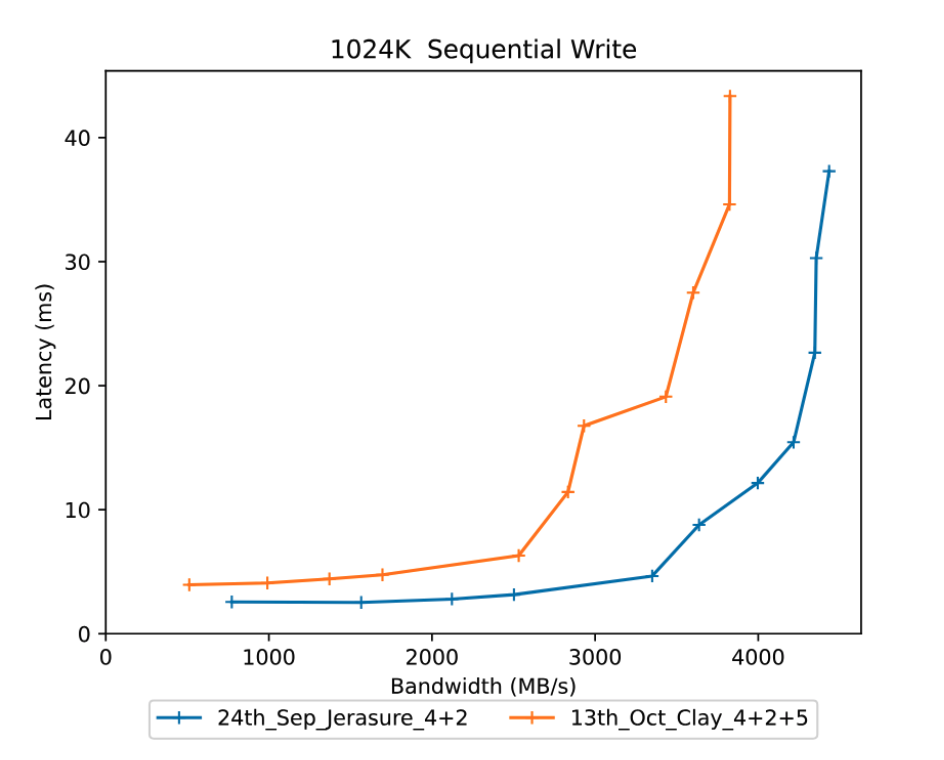 1024K  Sequential Write
40
30
20
10
0
Latency (ms)
0 1000 2000 3000 4000
Bandwidth (MB/s)
24th_Sep_Jerasure_4+2 13th_Oct_Clay_4+2+5